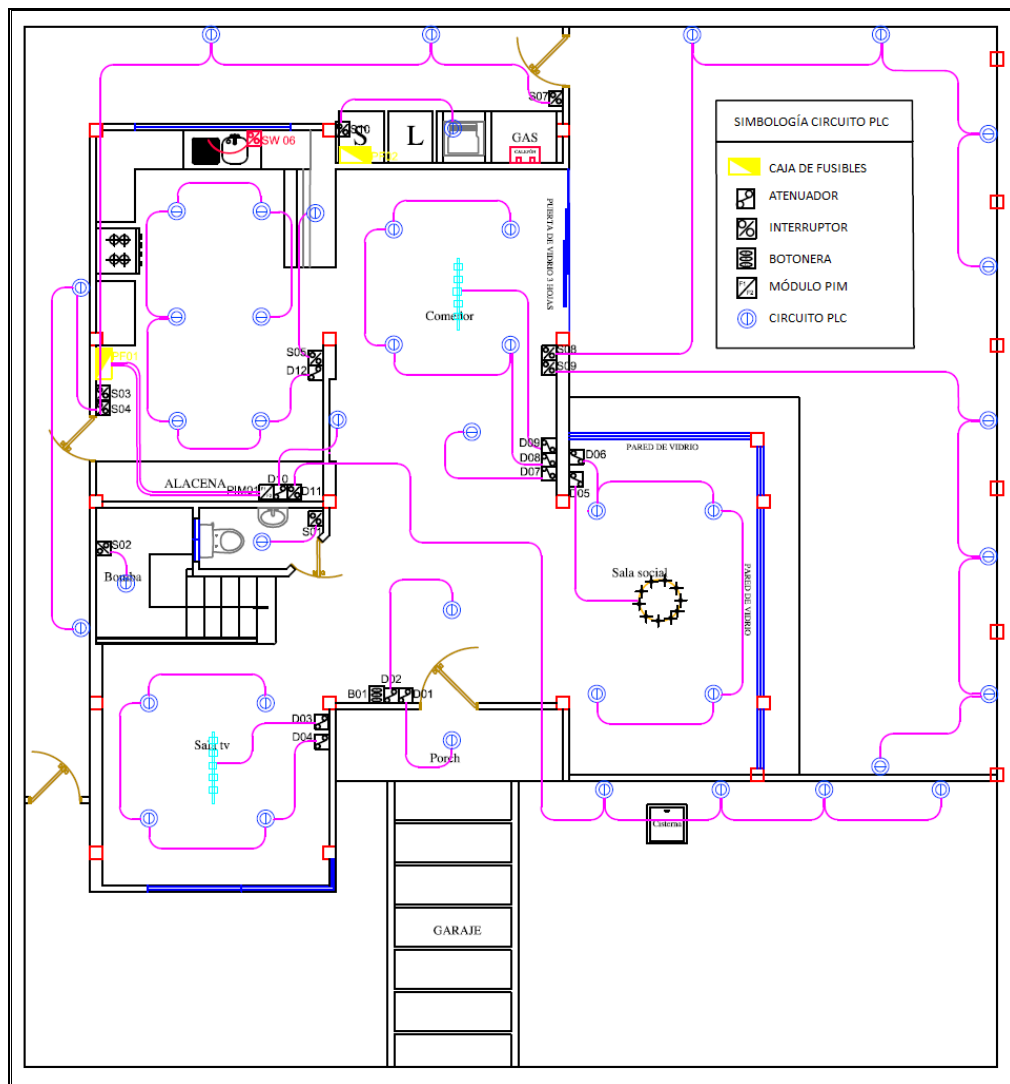 S07
S10
S
L
GAS
SW 06
SIMBOLOGÍA CIRCUITO PLC
CAJA DE FUSIBLES
ATENUADOR
INTERRUPTOR
BOTONERA
MÓDULO PIM
CIRCUITO PLC
PUERTA DE VIDRIO 3 HOJAS
Comedor
PF01
S05
D12
S08
S09
S03
S04
D09
D08
D07
D06
D05
PARED DE VIDRIO
ALACENA
D10
PIM01
D11
S01
S02
Bomba
Sala social
PARED DE VIDRIO
D02
B01
D01
D03
D04
Sala tv
Porch
Cisterna
GARAJE